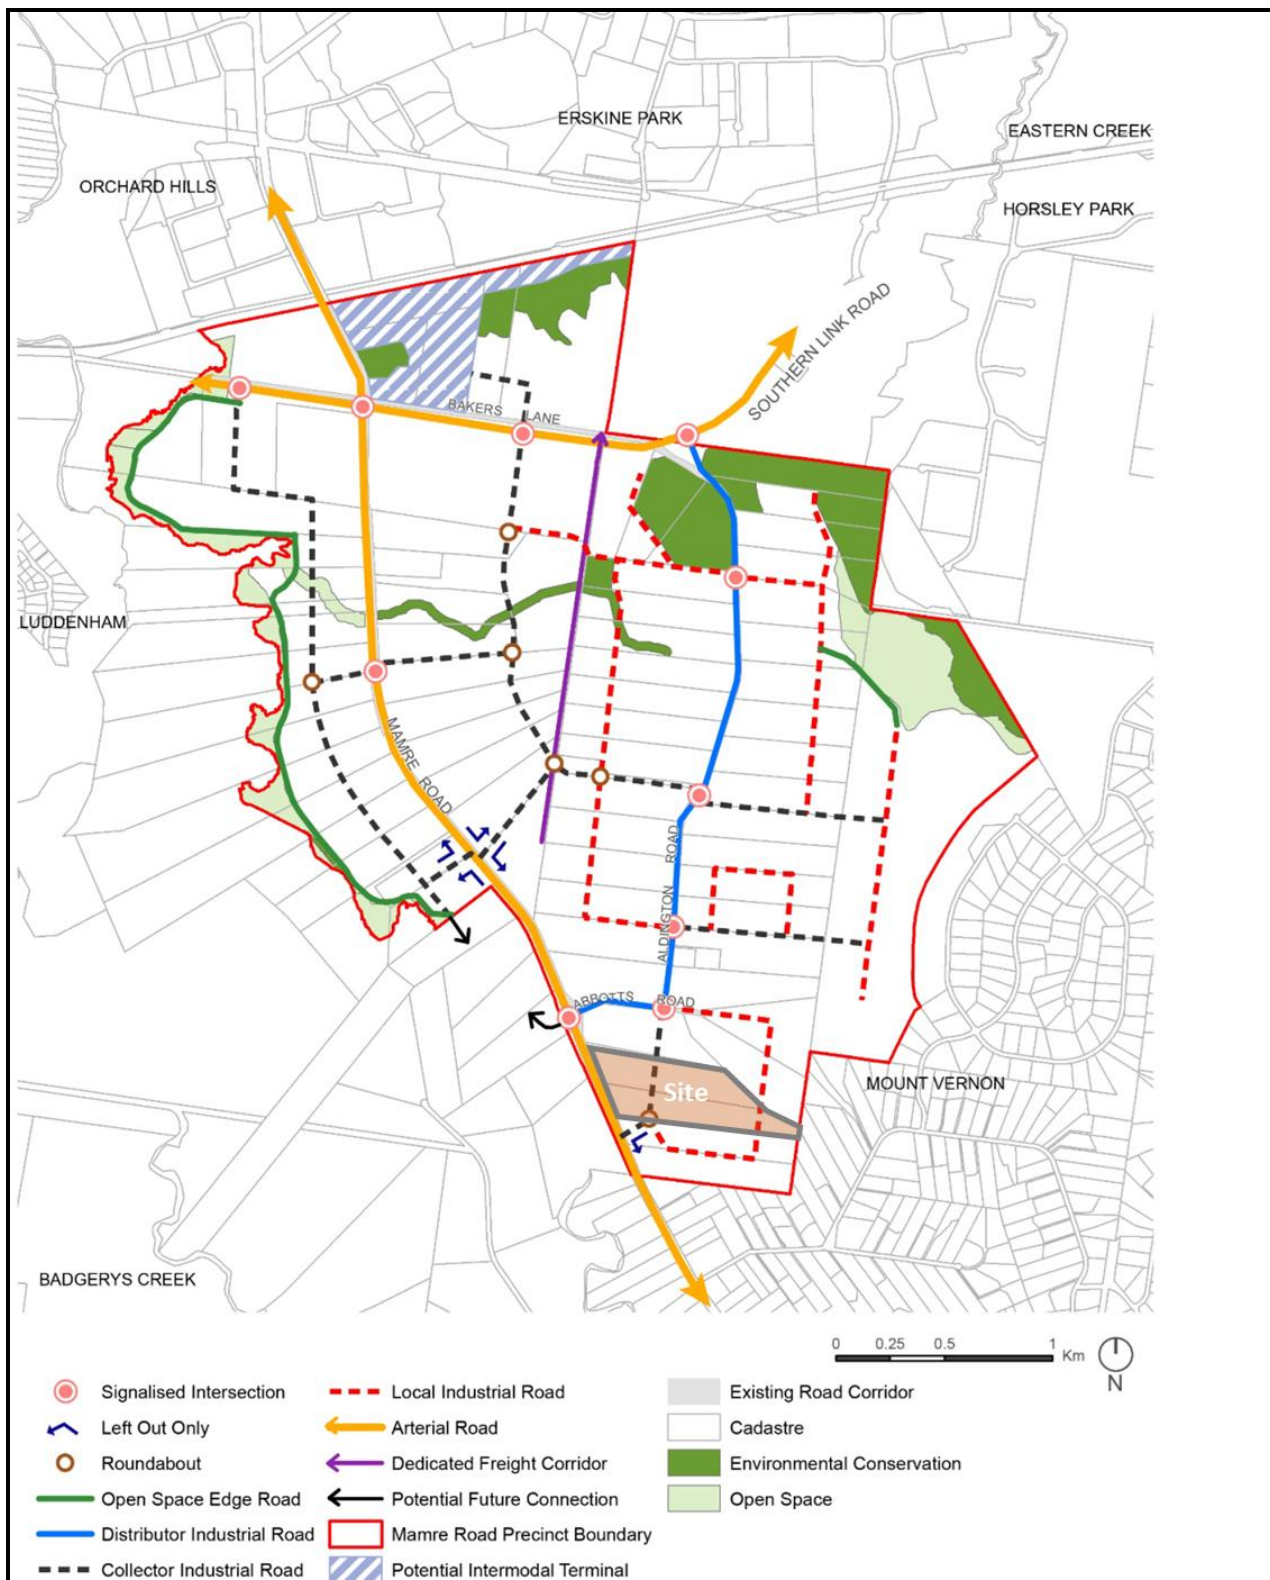 ERSKINE PARK
EASTERN CREEK
ORCHARD HILLS
HORSLEY PARK
SOUTHERN LINK ROAD
BAKERS LANE
LUDDENHAM
MAMRE ROAD
ALDINGTON ROAD
ABBOTTS ROAD
Site
MOUNT VERNON
BADGERYS CREEK
0 0.25 0.5 1 Km
N
Signalised Intersection
Left Out Only
Roundabout
Open Space Edge Road
Distributor Industrial Road
Collector Industrial Road
Local Industrial Road
Arterial Road
Dedicated Freight Corridor
Potential Future Connection
Mamre Road Precinct Boundary
Potential Intermodal Terminal
Existing Road Corridor
Cadastre
Environmental Conservation
Open Space